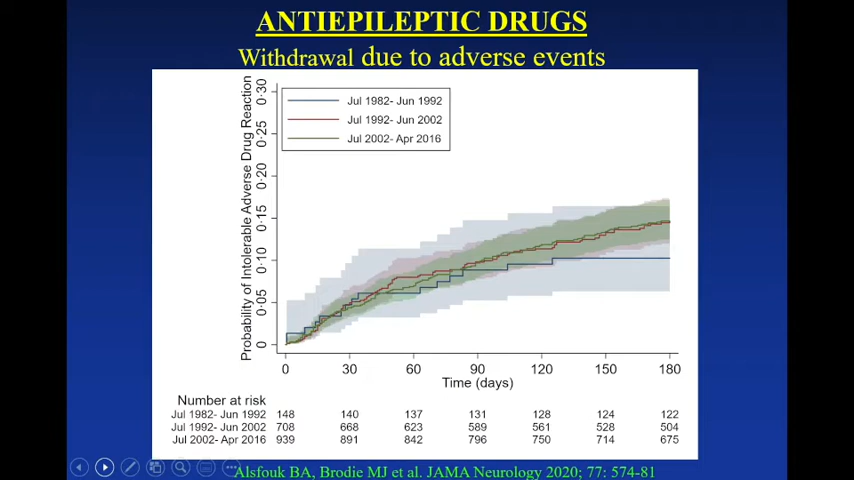 ANTIEPILEPTIC DRUGS
Withdrawal due to adverse events
Probability of Intolerable Adverse Drug Reaction
0·30
0·25
0·20
0·15
0·10
0·05
0
Jul 1982- Jun 1992
Jul 1992- Jun 2002
Jul 2002- Apr 2016
0 30 60 90 120 150 180
Time (days)
Number at risk
Jul 1982- Jun 1992 148 140 137 131 128 124 122
Jul 1992- Jun 2002 708 668 623 589 561 528 504
Jul 2002- Apr 2016 939 891 842 796 750 714 675
Alsfouk BA, Brodie MJ et al. JAMA Neurology 2020; 77: 574-81